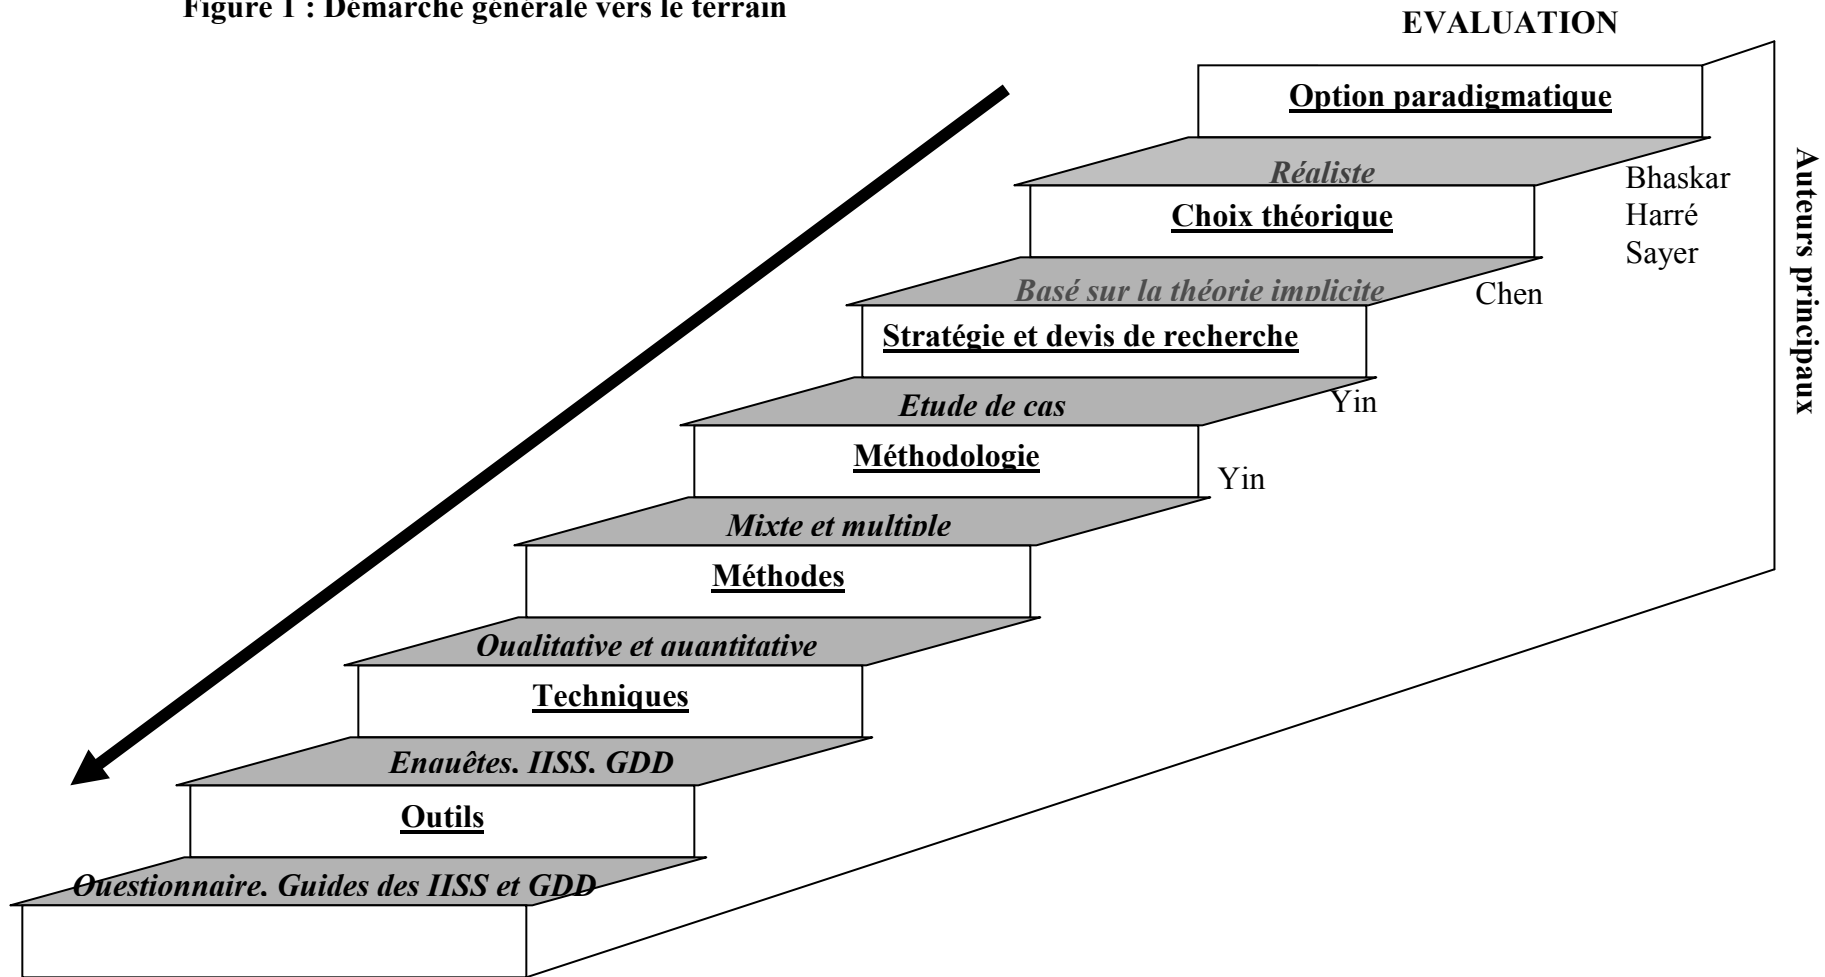 Figure 1 : Démarche générale vers le terrain
EVALUATION
Option paradigmatique
Réaliste
Bhaskar
Harré
Sayer
Auteurs principaux
Choix théorique
Basé sur la théorie implicite
Chen
Stratégie et devis de recherche
Etude de cas
Yin
Méthodologie
Yin
Mixte et multiple
Méthodes
Qualitative et quantitative
Techniques
Enquêtes. IISS. GDD
Outils
Questionnaire. Guides des IISS et GDD